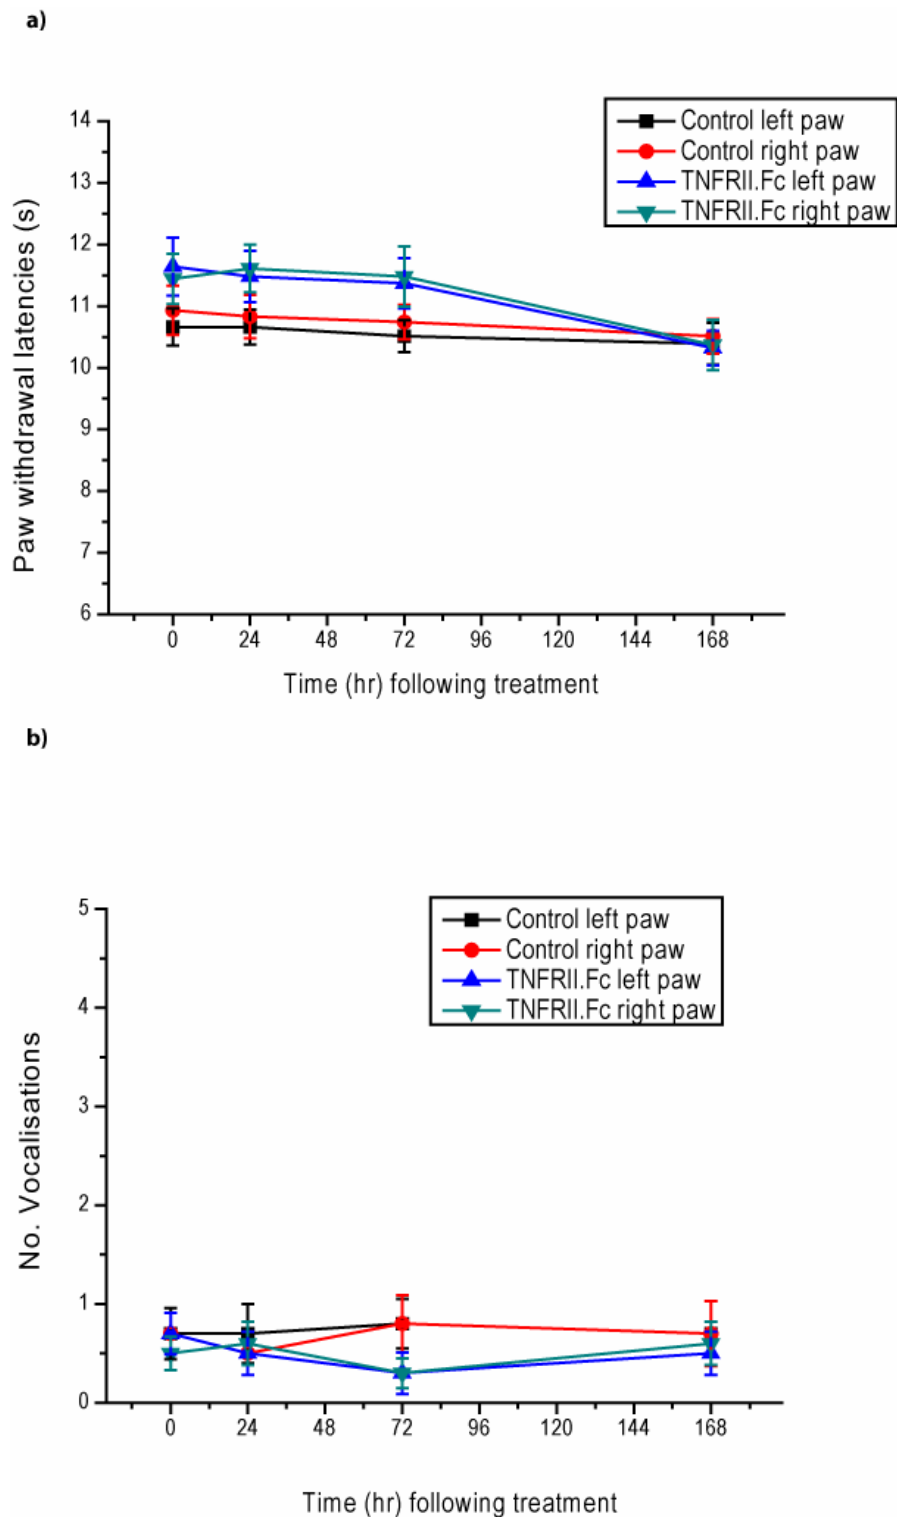 a)
Control left paw
Control right paw
TNFRII.Fc left paw
TNFRII.Fc right paw
Paw withdrawal latencies (s)
14
13
12
11
10
9
8
7
6
0 24 48 72 96 120 144 168
Time (hr) following treatment
b)
Control left paw
Control right paw
TNFRII.Fc left paw
TNFRII.Fc right paw
No. Vocalisations
5
4
3
2
1
0
0 24 48 72 96 120 144 168
Time (hr) following treatment